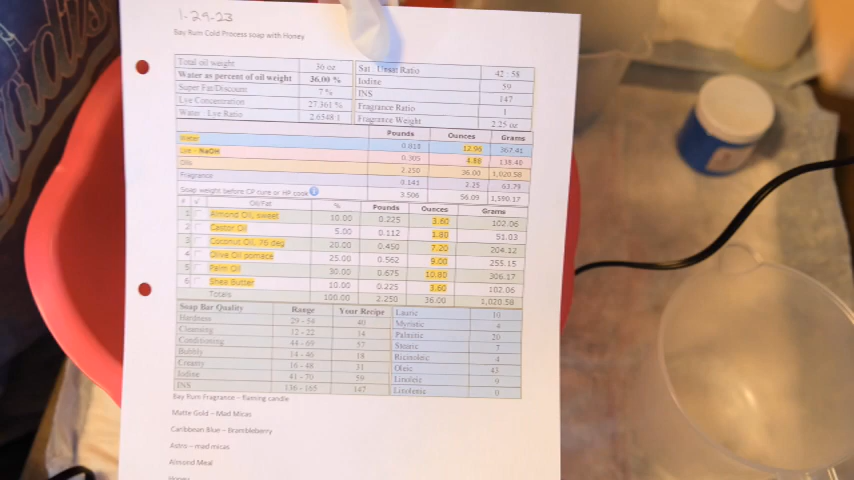 1-29-23
Bay Rum Cold Process soap with Honey
Total oil weight 36 oz
Water as percent of oil weight 36.00 %
Super Fat/Discount 7 %
Lye Concentration 27.361 %
Water : Lye Ratio 2.6548:1
Sat : Unsat Ratio 42 : 58
Iodine 59
INS 147
Fragrance Ratio 1
Fragrance Weight 2.25 oz
Pounds Ounces Grams
Water 0.810 12.96 367.41
Lye - NaOH 0.305 4.88 138.40
Oils 2.250 36.00 1,020.58
Fragrance 0.141 2.25 63.79
Soap weight before CP cure or HP cook 3.506 56.09 1,590.17
# √ Oil/Fat % Pounds Ounces Grams
1 Almond Oil, sweet 10.00 0.225 3.60 102.06
2 Castor Oil 5.00 0.112 1.80 51.03
3 Coconut Oil, 76 deg 20.00 0.450 7.20 204.12
4 Olive Oil pomace 25.00 0.562 9.00 255.15
5 Palm Oil 30.00 0.675 10.80 306.17
6 Shea Butter 10.00 0.225 3.60 102.06
Totals 100.00 2.250 36.00 1,020.58
Soap Bar Quality Range Your Recipe
Hardness 29 - 54 40
Cleansing 12 - 22 14
Conditioning 44 - 69 57
Bubbly 14 - 46 18
Creamy 16 - 48 31
Iodine 41 - 70 59
INS 136 - 165 147
Lauric 10
Myristic 4
Palmitic 20
Stearic 7
Ricinoleic 4
Oleic 43
Linoleic 9
Linolenic 0
Bay Rum Fragrance – flaming candle
Matte Gold – Mad Micas
Caribbean Blue – Brambleberry
Astro – mad micas
Almond Meal
Honey